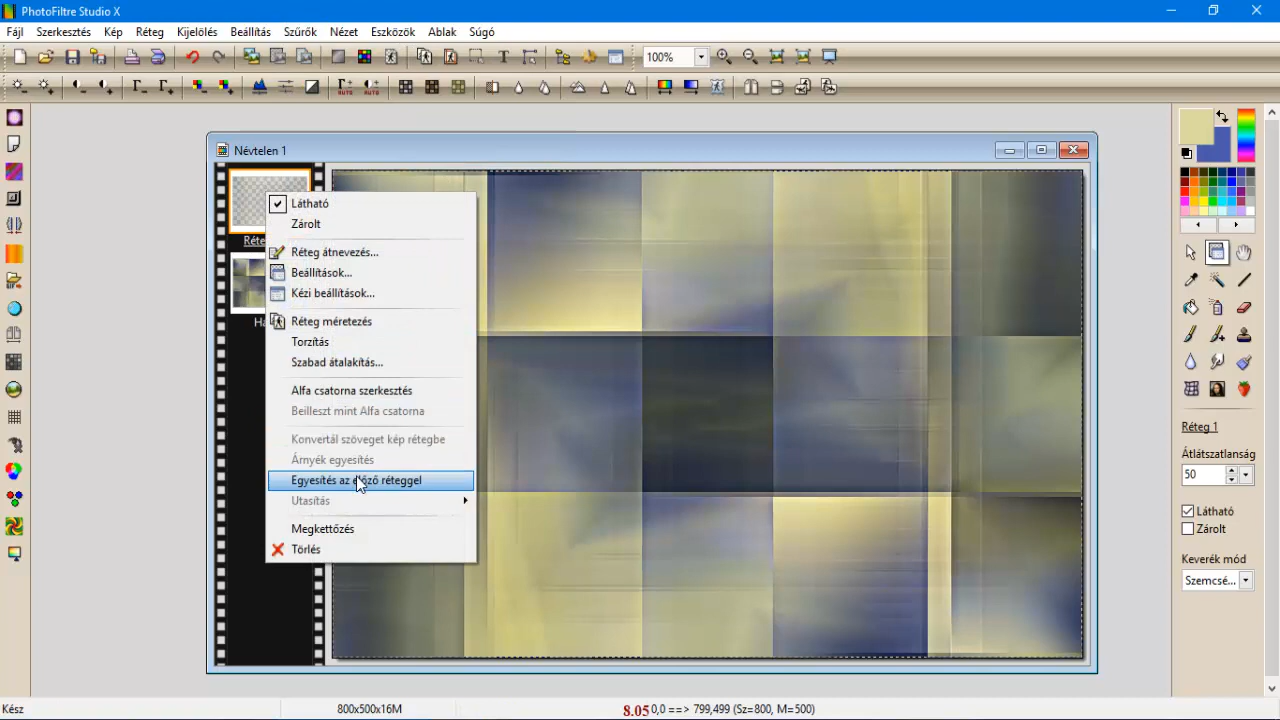 PhotoFiltre Studio X
Fájl Szerkesztés Kép Réteg Kijelölés Beállítás Szűrők Nézet Eszközök Ablak Súgó
T 100%
AUTO AUTO
Névtelen 1
Látható
Zárolt
Réteg átnevezés...
Beállítások...
Kézi beállítások...
Réteg méretezés
Torzítás
Szabad átalakítás...
Alfa csatorna szerkesztés
Beilleszt mint Alfa csatorna
Konvertál szöveget kép rétegbe
Árnyék egyesítés
Egyesítés az előző réteggel
Utasítás
Megkettőzés
Törlés
Réteg 1
Átlátszatlanság
50
Látható
Zárolt
Keverék mód
Szemcsé...
Kész 800x500x16M 8.05 0,0 ==> 799,499 (Sz=800, M=500)